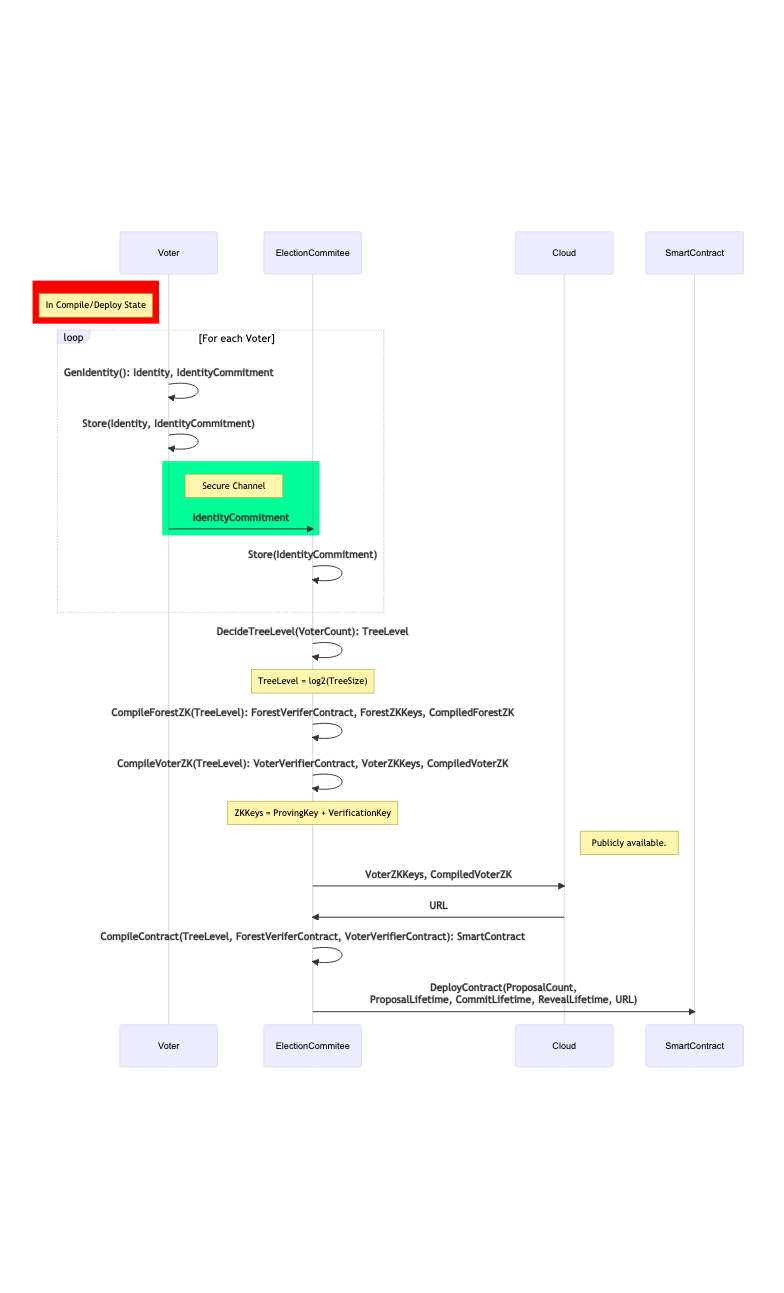 Voter
ElectionCommitee
Cloud
SmartContract
In Compile/Deploy State
loop
[For each Voter]
GenIdentity(): Identity, IdentityCommitment
Store(Identity, IdentityCommitment)
Secure Channel
IdentityCommitment
Store(IdentityCommitment)
DecideTreeLevel(VoterCount): TreeLevel
TreeLevel = log2(TreeSize)
CompileForestZK(TreeLevel): ForestVeriferContract, ForestZKKeys, CompiledForestZK
CompileVoterZK(TreeLevel): VoterVerifierContract, VoterZKKeys, CompiledVoterZK
ZKKeys = ProvingKey + VerificationKey
Publicly available.
VoterZKKeys, CompiledVoterZK
URL
CompileContract(TreeLevel, ForestVeriferContract, VoterVerifierContract): SmartContract
DeployContract(ProposalCount,
ProposalLifetime, CommitLifetime, RevealLifetime, URL)
Voter
ElectionCommitee
Cloud
SmartContract